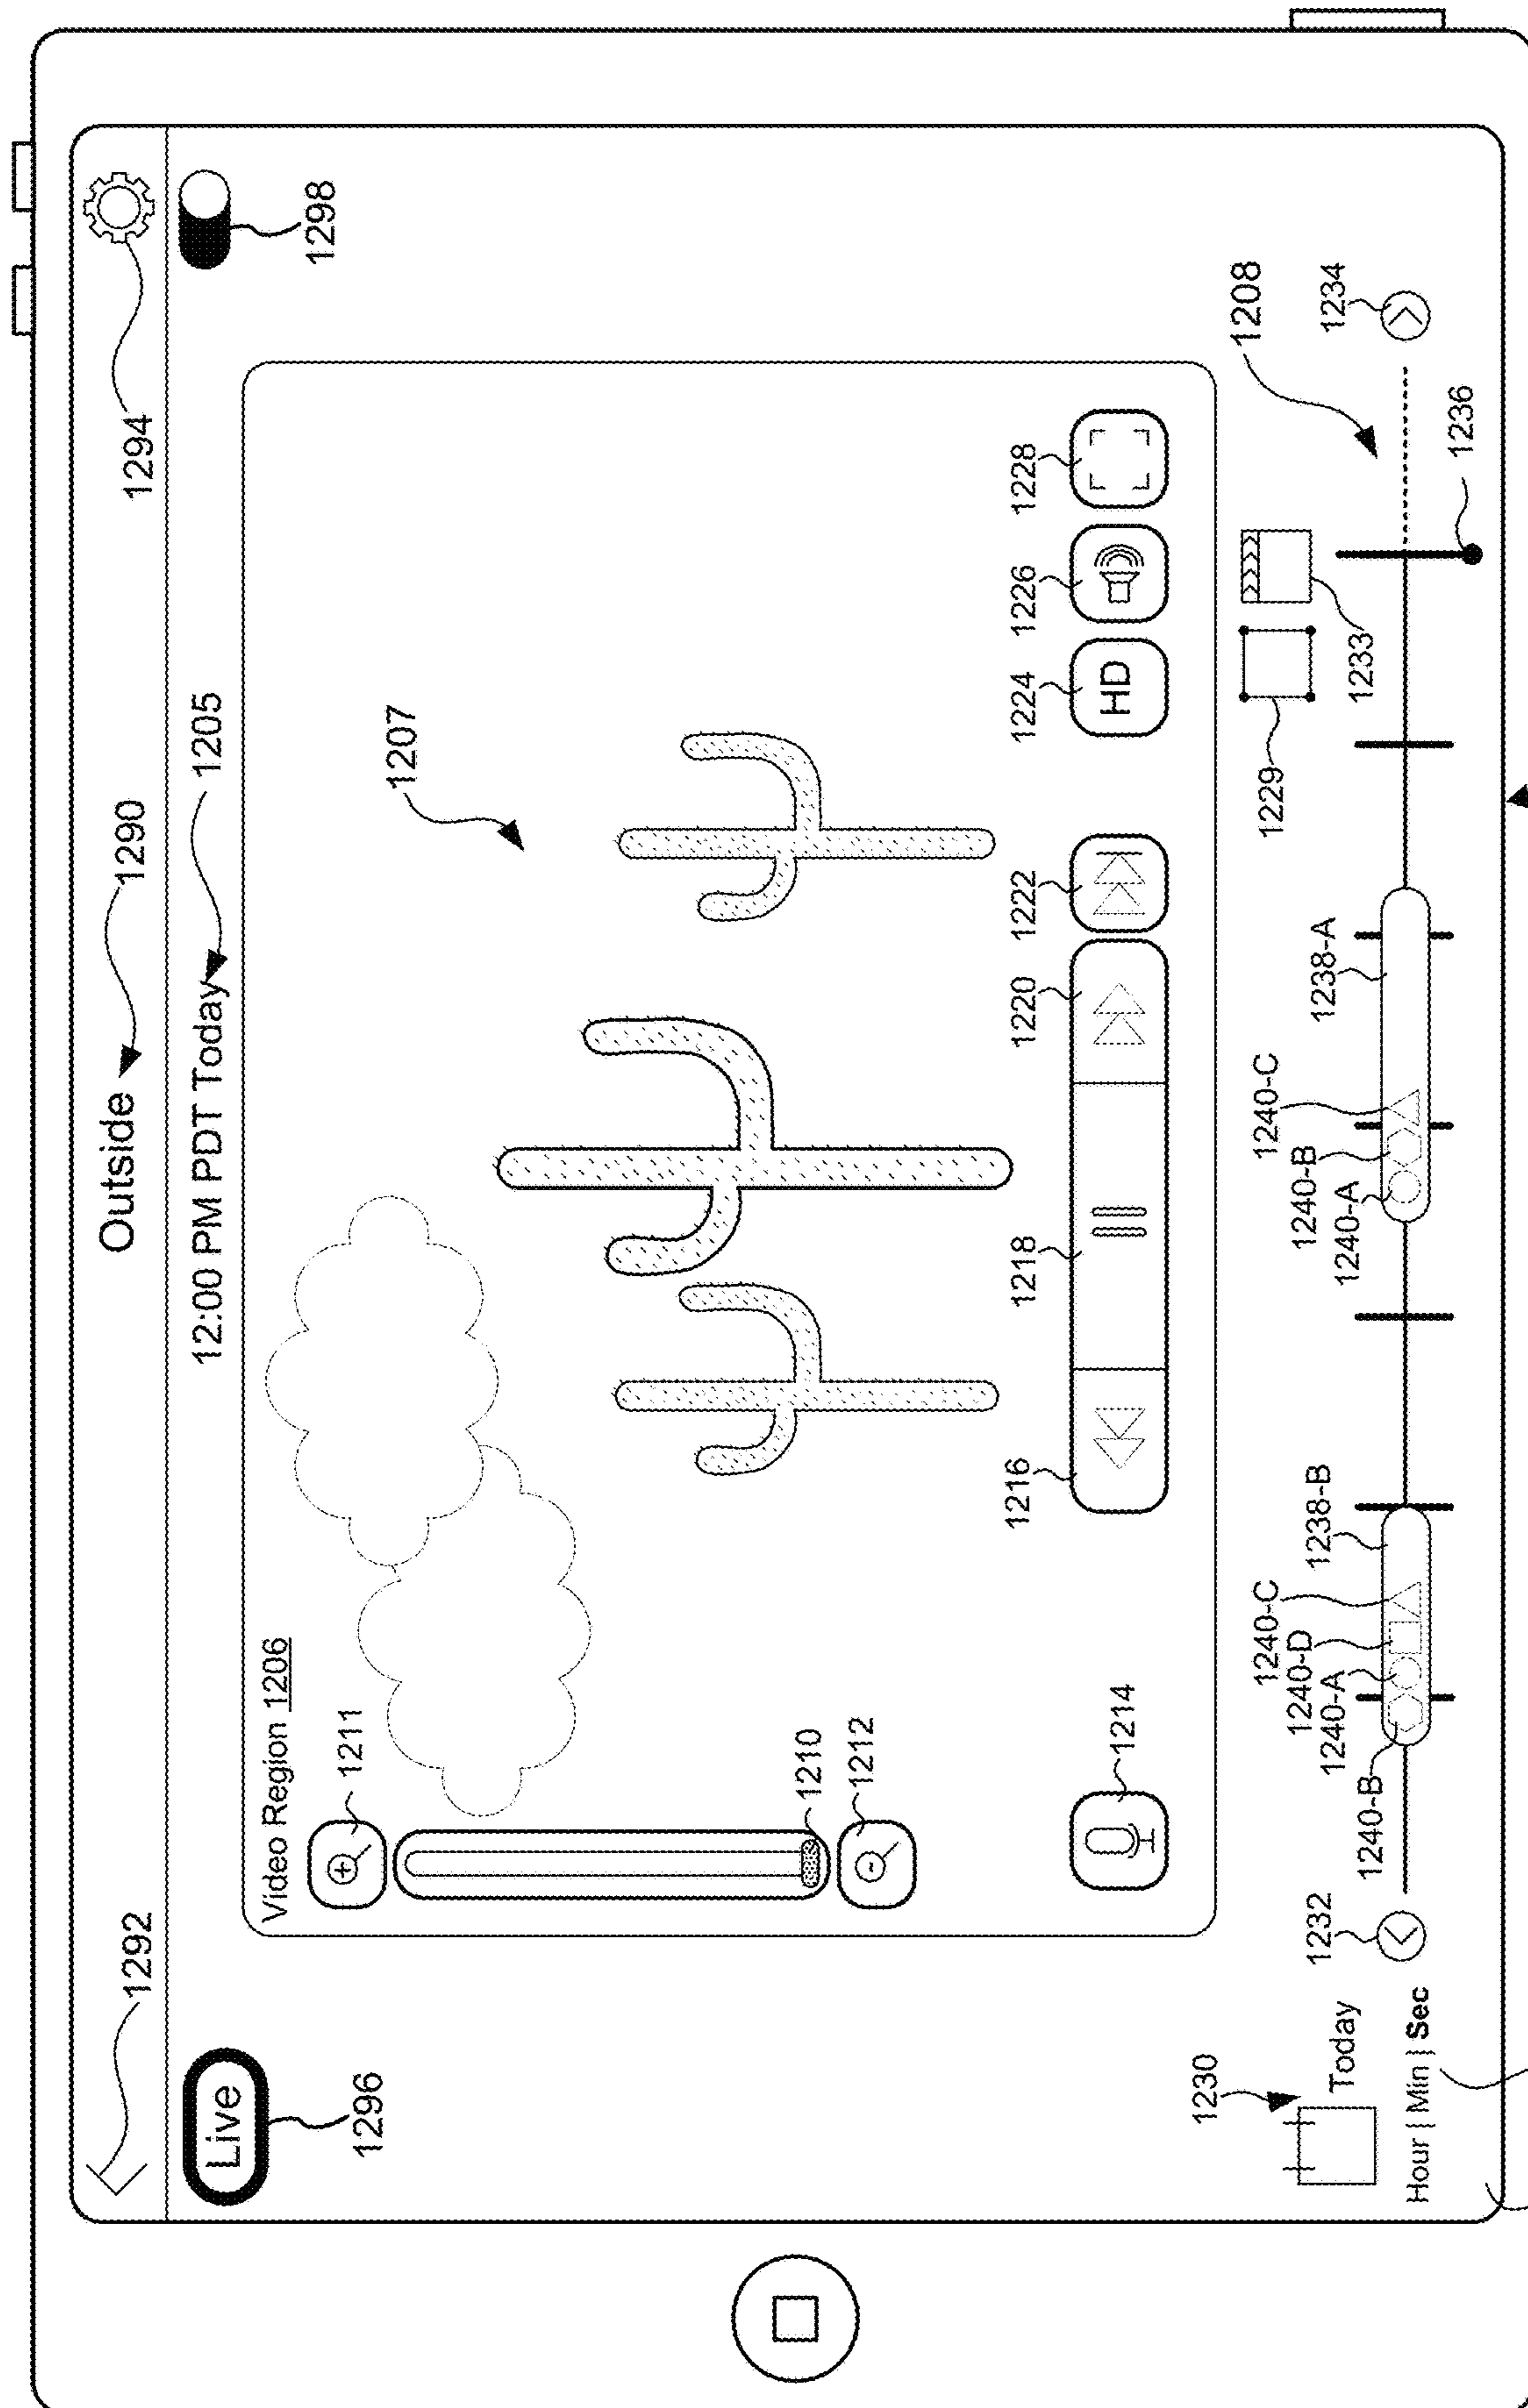 1292
Outside
1290
1294
Live
1296
12:00 PM PDT Today
1205
1298
Video Region 1206
1211
1207
1210
1212
1214
1216
1218
1220
1222
1224
HD
1226
1228
1230
Today
Hour | Min | Sec
1232
1240-B
1240-A
1240-D
1240-C
1238-B
1240-A
1240-B
1240-C
1238-A
1229
1233
1208
1234
1236